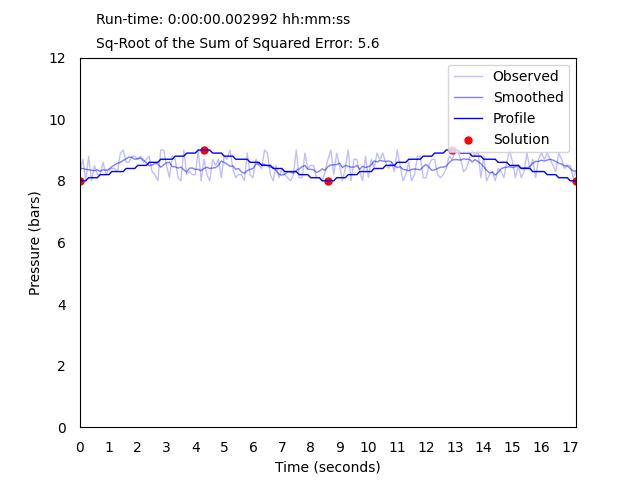 Run-time: 0:00:00.002992 hh:mm:ss
Sq-Root of the Sum of Squared Error: 5.6
Observed
Smoothed
Profile
Solution
12
10
8
6
4
2
0
Pressure (bars)
0 1 2 3 4 5 6 7 8 9 10 11 12 13 14 15 16 17
Time (seconds)